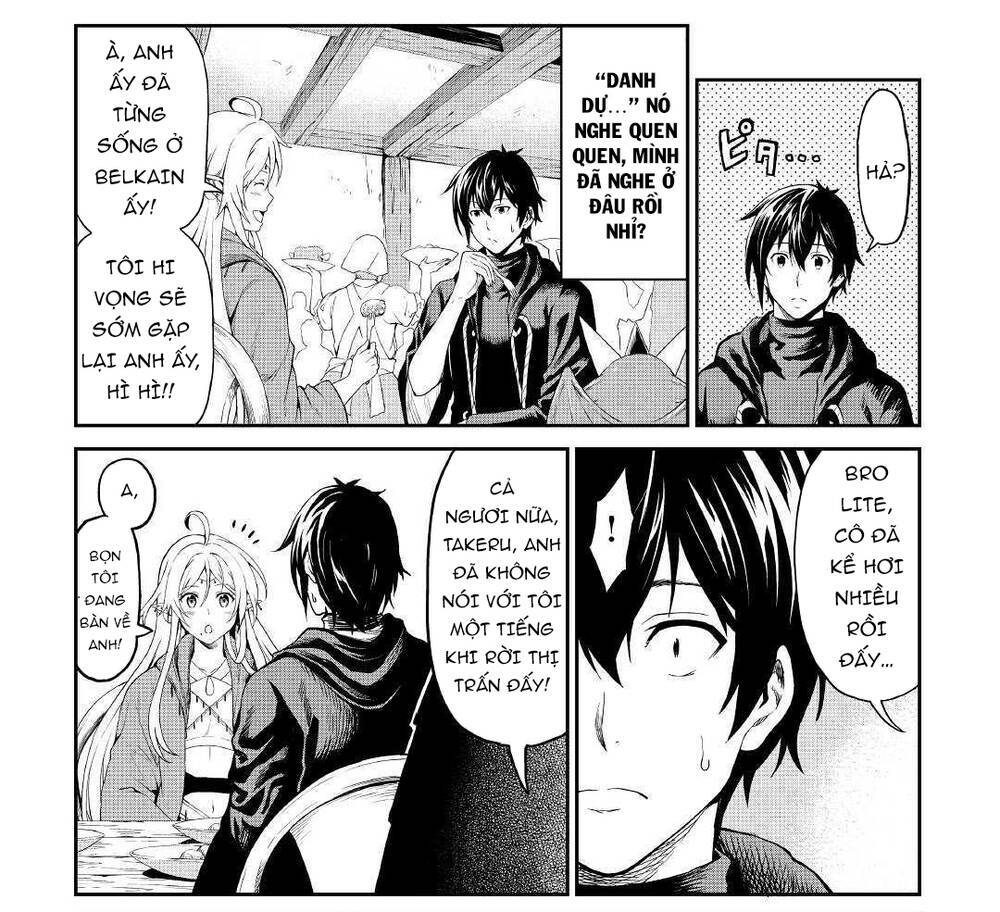 ピタ...
HẢ?
“DANH
DỰ...” NÓ
NGHE QUEN
QUEN, MÌNH
ĐÃ NGHE Ở
ĐÂU RỒI
NHỈ?
À, ANH
ẤY ĐÃ
TỪNG
SỐNG Ở
BELKAIN
ẤY!
TÔI HI
VỌNG SẼ
SỚM GẶP
LẠI ANH ẤY,
HÌ HÌ!!
BRO
LITE,
CÔ ĐÃ
KỂ HƠI
NHIỀU
RỒI
ĐẤY...
!
CẢ
NGƯƠI NỮA,
TAKERU, ANH
ĐÃ KHÔNG
NÓI VỚI TÔI
MỘT TIẾNG
KHI RỜI THỊ
TRẤN ĐẤY!
A,
BỌN
TÔI
ĐANG
BÀN VỀ
ANH!